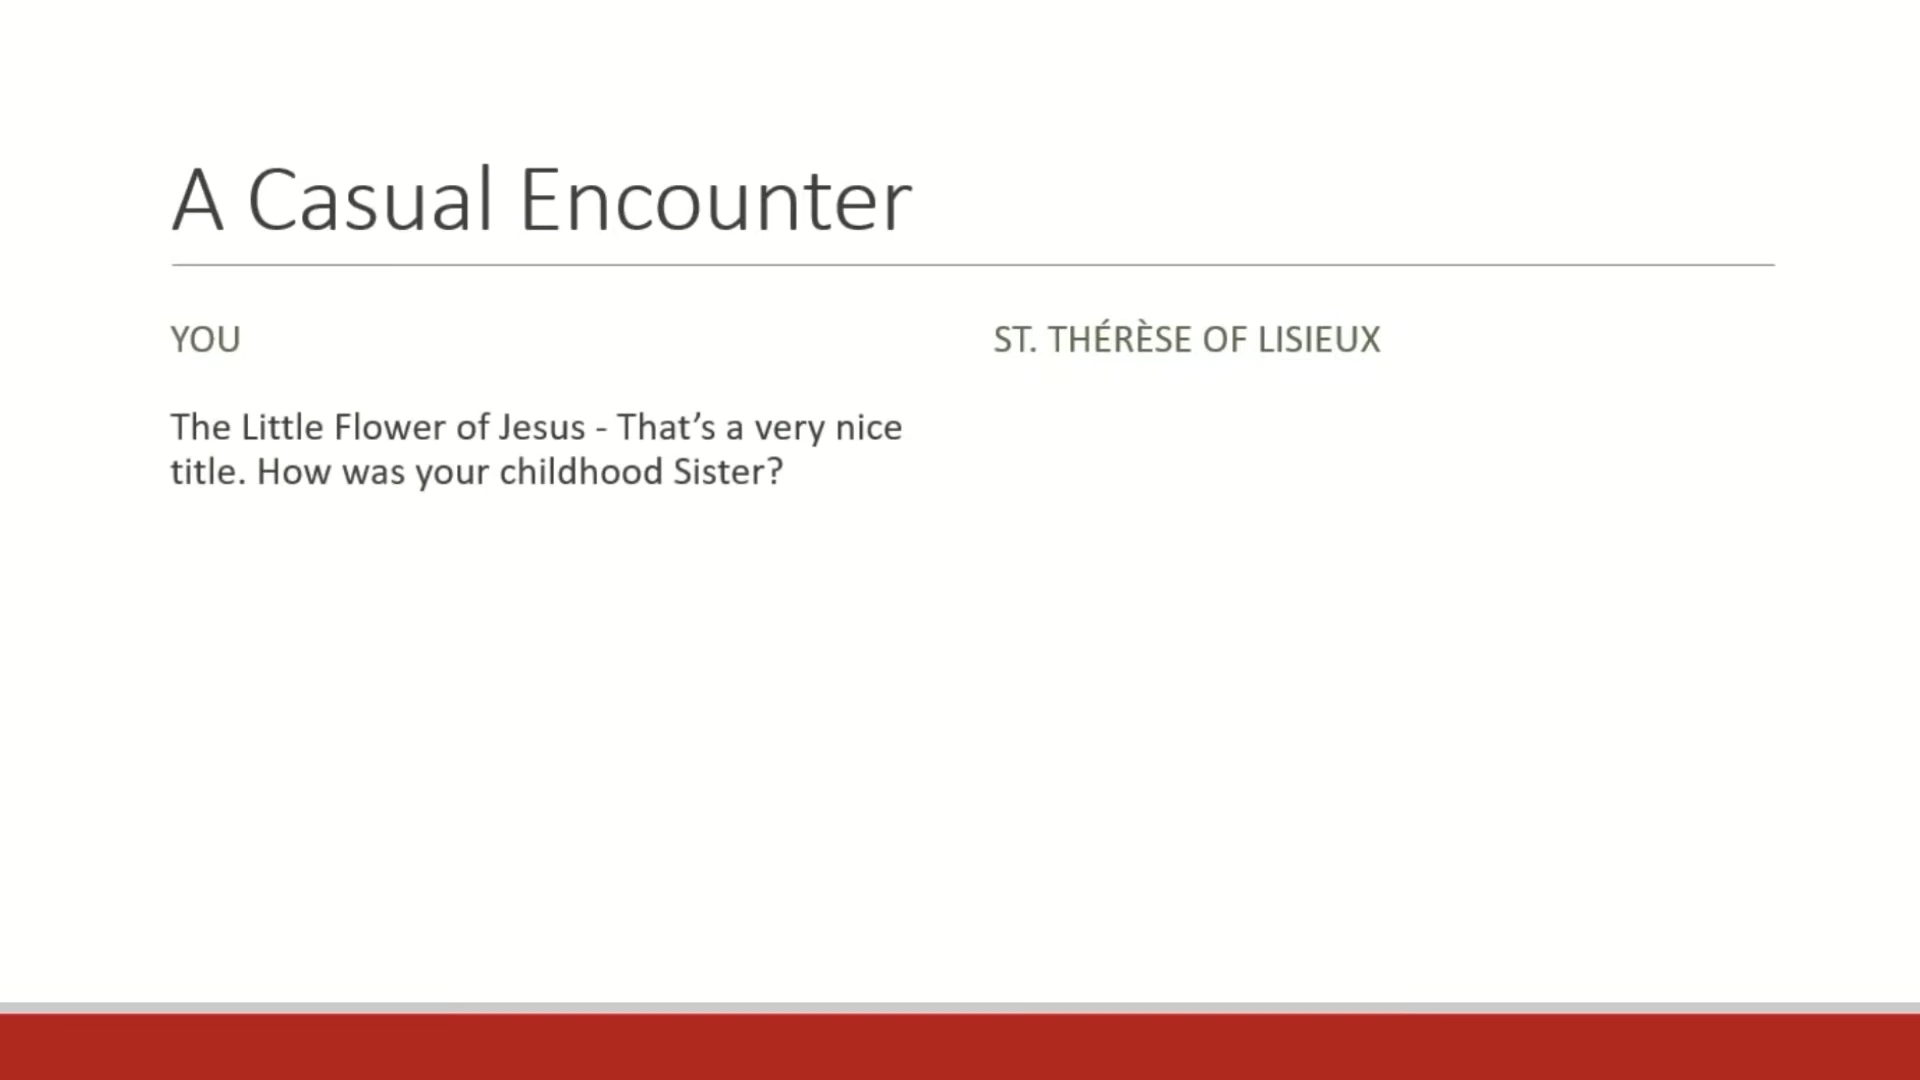 A Casual Encounter
YOU
The Little Flower of Jesus - That’s a very nice
title. How was your childhood Sister?
ST. THÉRÈSE OF LISIEUX